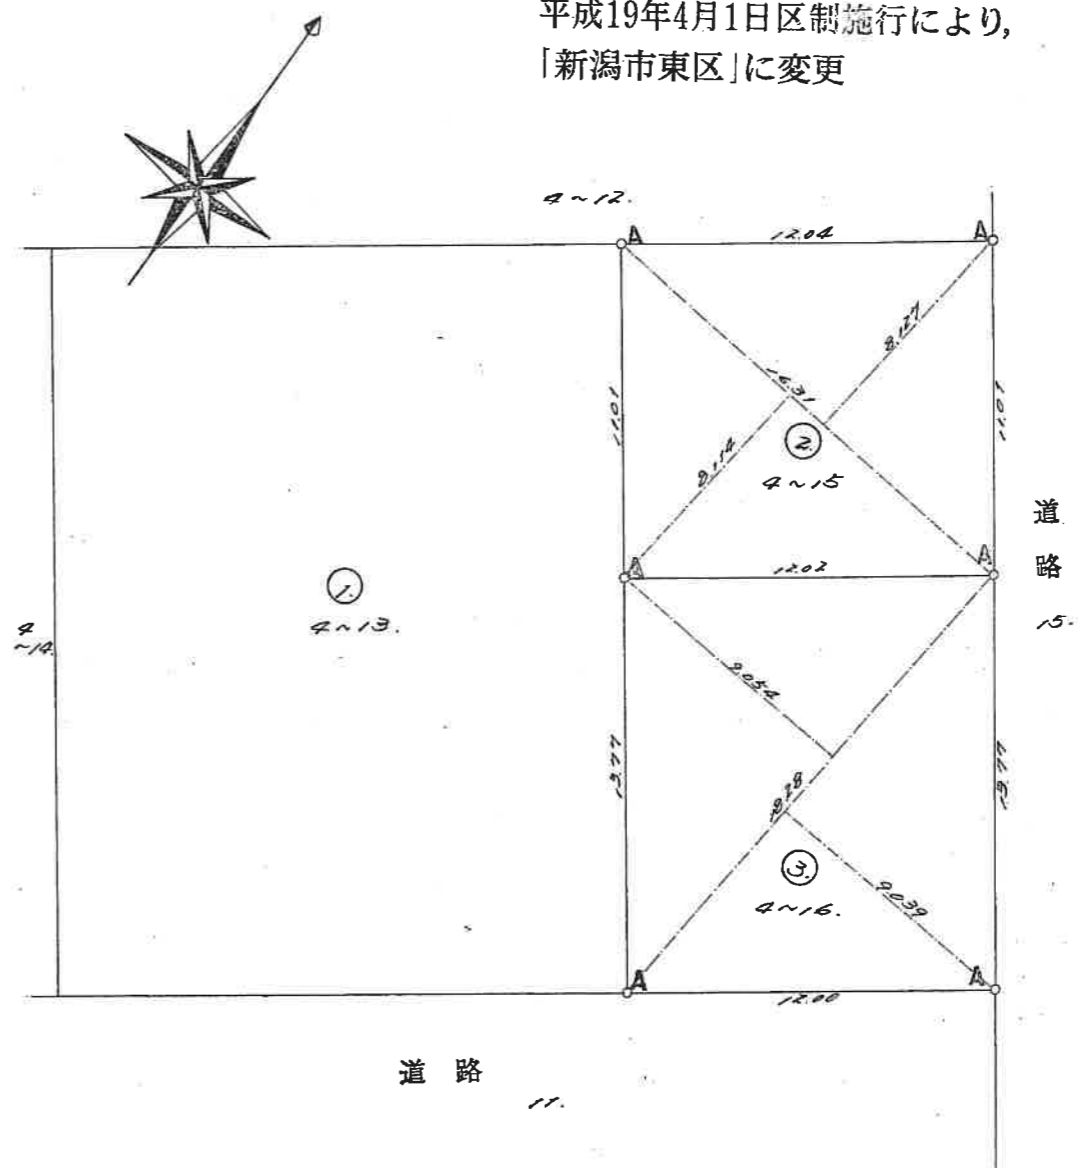 平成19年4月1日区制施行により,
「新潟市東区」に変更
4~12.
A
12.04
A
8.127
16.31
11.01
11.01
8.114
②
4~15
道路
15.
A
12.02
A
①
4~13.
4
~14.
9.054
13.77
13.77
18.28
③
4~16.
9.039
A
A
12.00
道路
11.